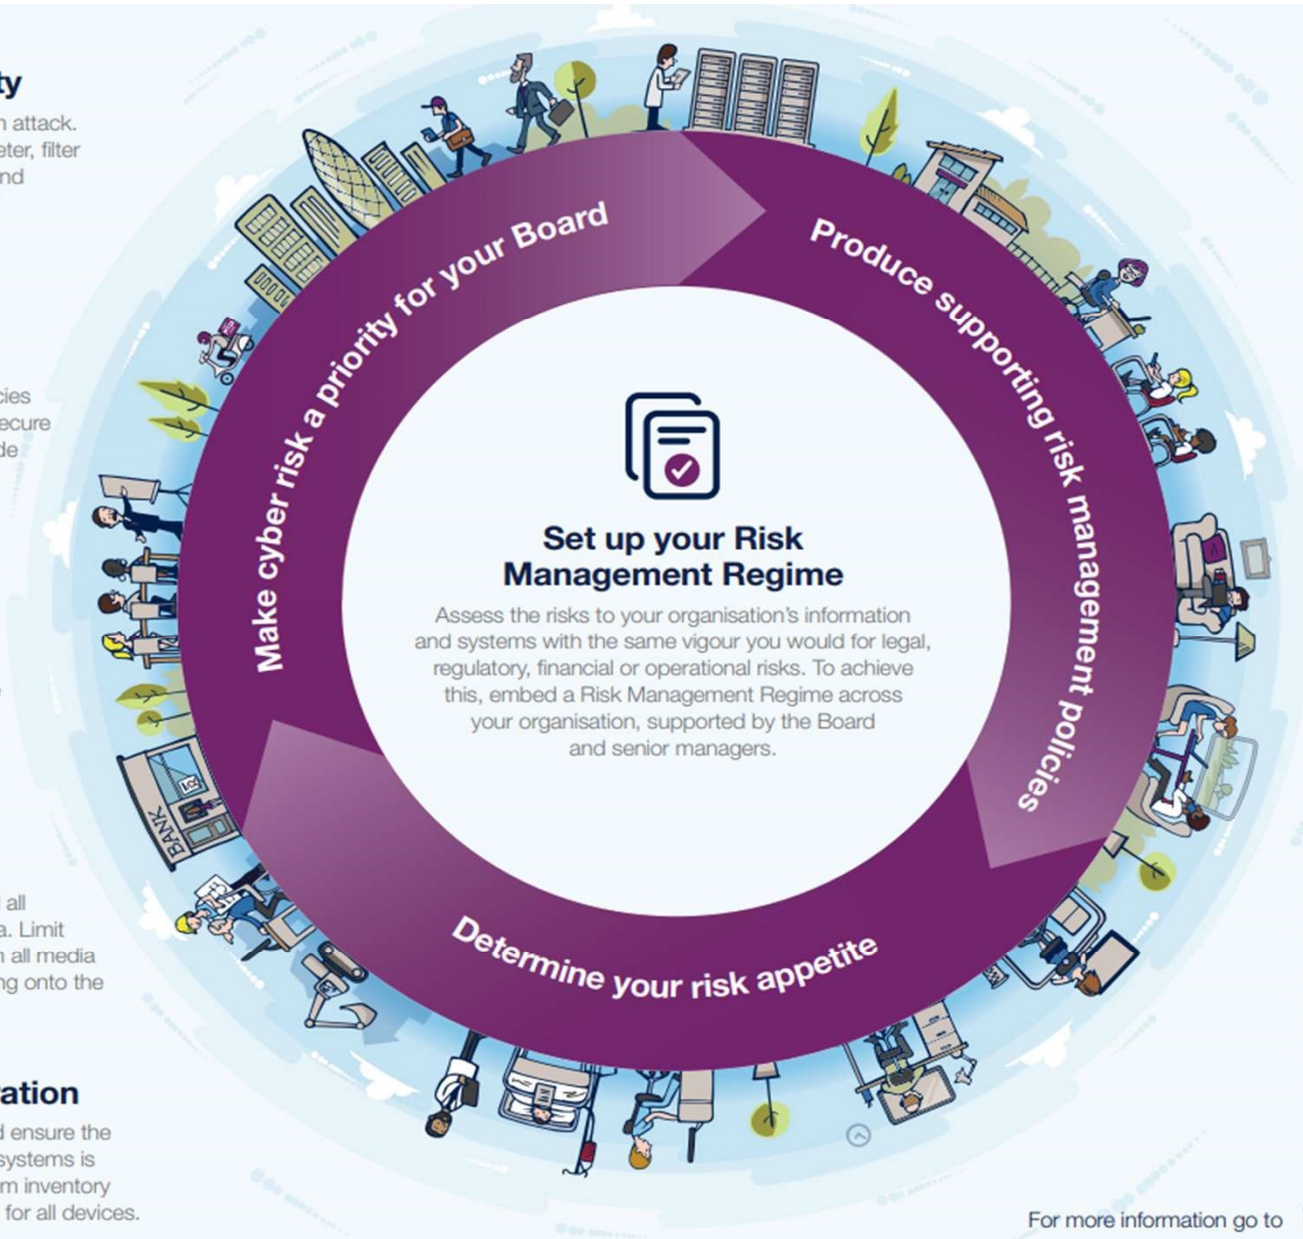 ty
n attack.
eter, filter
nd
cies
ecure
de
all
a. Limit
n all media
ng onto the
ration
d ensure the
systems is
m inventory
for all devices.
Make cyber risk a priority for your Board
Produce supporting risk management policies
Determine your risk appetite
Set up your Risk
Management Regime
Assess the risks to your organisation's information
and systems with the same vigour you would for legal,
regulatory, financial or operational risks. To achieve
this, embed a Risk Management Regime across
your organisation, supported by the Board
and senior managers.
BANK
For more information go to